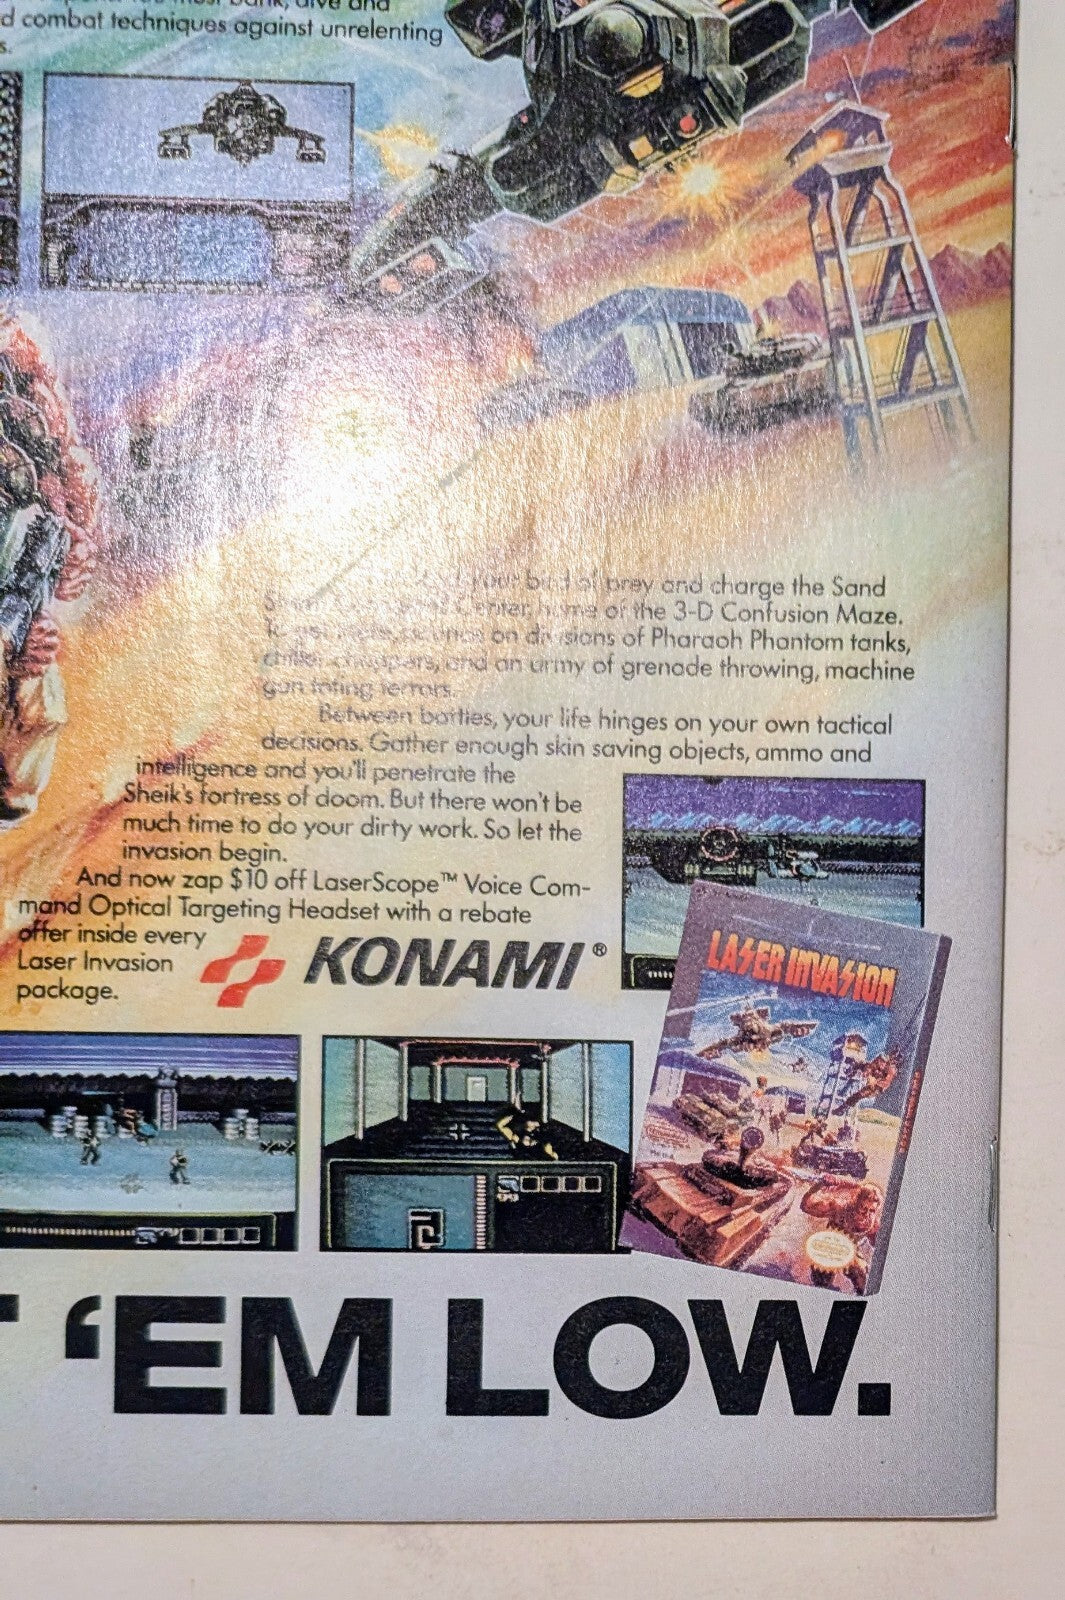 d combat techniques against unrelenting
s.
your bird of prey and charge the Sand
Center, home of the 3-D Confusion Maze.
on divisions of Pharaoh Phantom tanks,
choppers, and an army of grenade throwing, machine
gun toting terrors.
Between battles, your life hinges on your own tactical
decisions. Gather enough skin saving objects, ammo and
intelligence and you'll penetrate the
Sheik's fortress of doom. But there won't be
much time to do your dirty work. So let the
invasion begin.
And now zap $10 off LaserScope™ Voice Com-
mand Optical Targeting Headset with a rebate
offer inside every
Laser Invasion
package.
KONAMI®
LASER INVASION
'EM LOW.